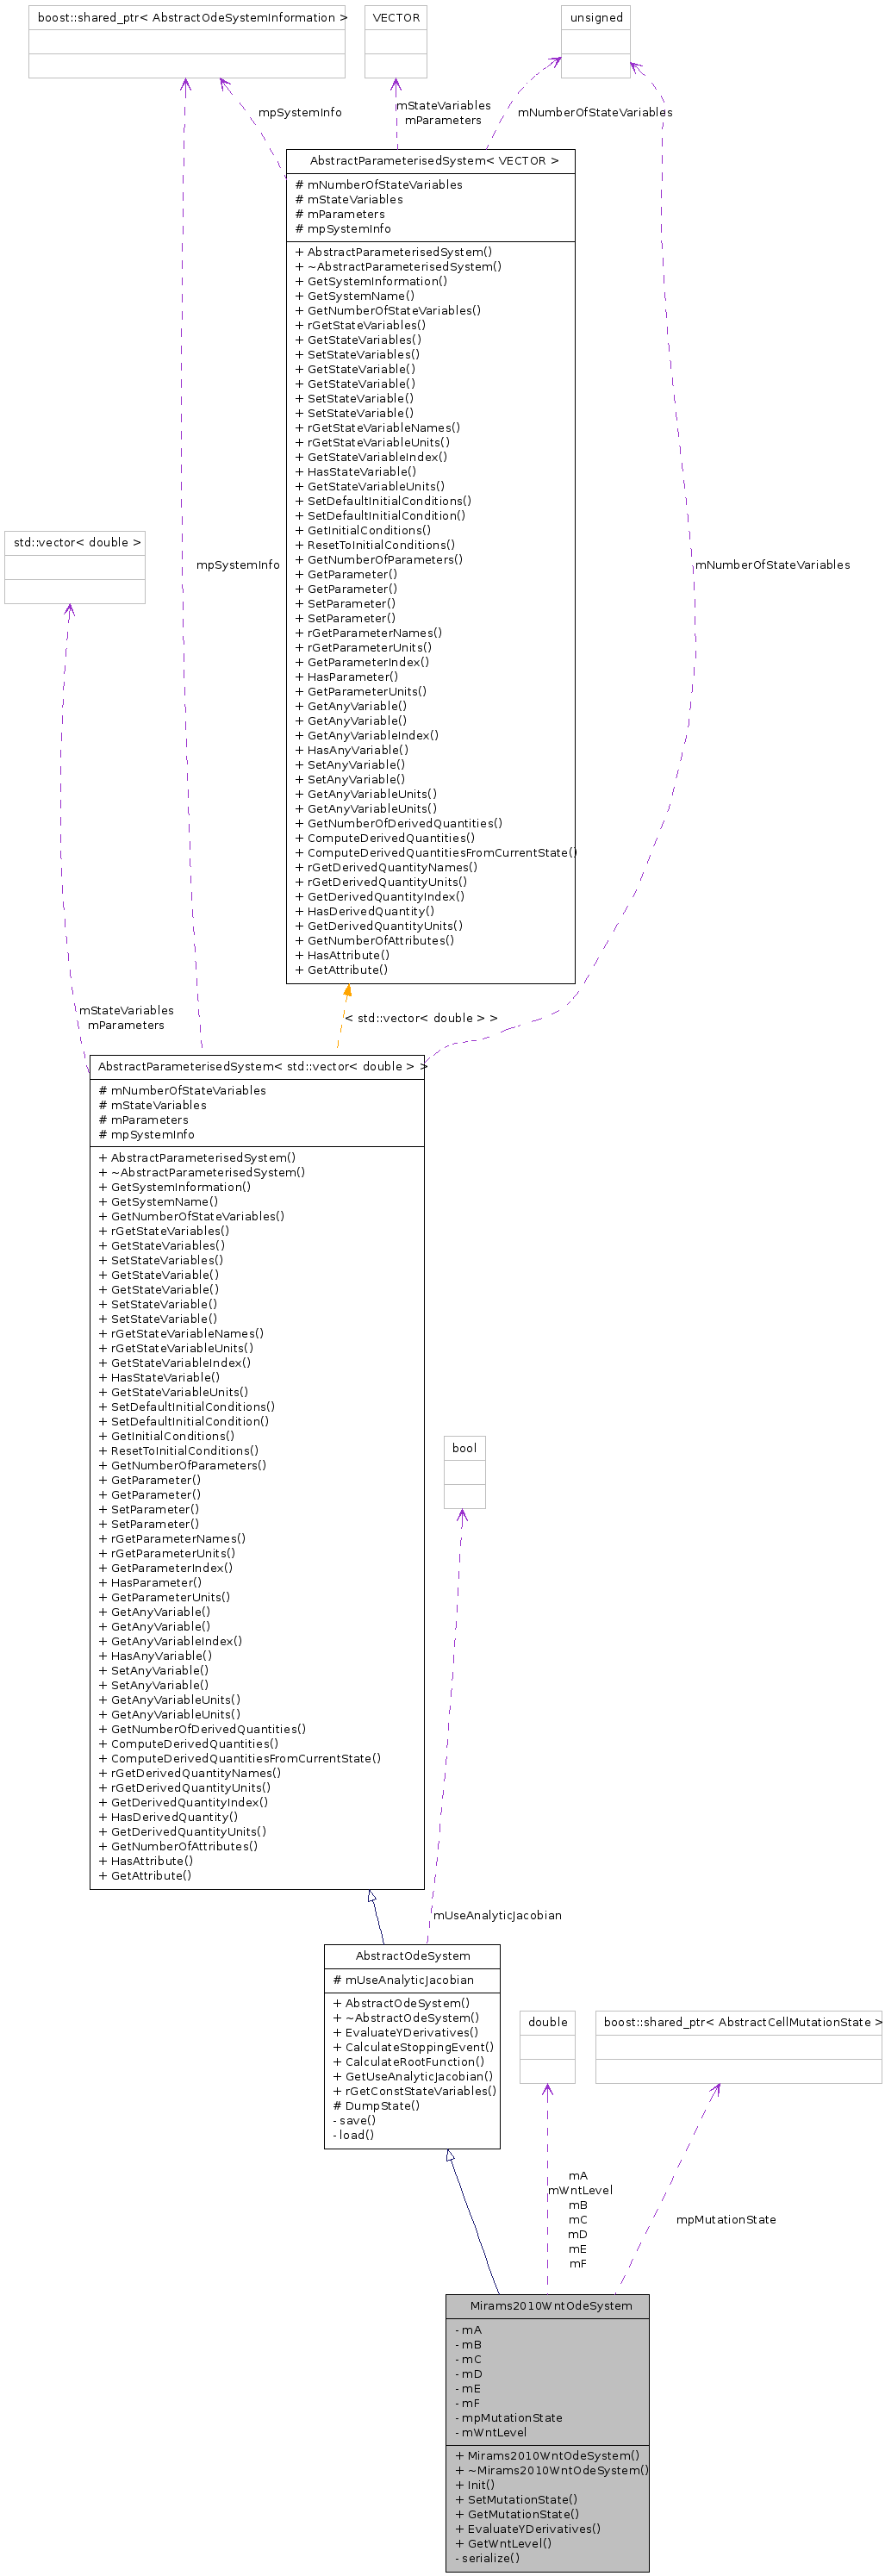 boost::shared_ptr< AbstractOdeSystemInformation >
VECTOR
unsigned
mpSystemInfo
mStateVariables
mParameters
mNumberOfStateVariables
AbstractParameterisedSystem< VECTOR >
# mNumberOfStateVariables
# mStateVariables
# mParameters
# mpSystemInfo
+ AbstractParameterisedSystem()
+ ~AbstractParameterisedSystem()
+ GetSystemInformation()
+ GetSystemName()
+ GetNumberOfStateVariables()
+ rGetStateVariables()
+ GetStateVariables()
+ SetStateVariables()
+ GetStateVariable()
+ GetStateVariable()
+ SetStateVariable()
+ SetStateVariable()
+ rGetStateVariableNames()
+ rGetStateVariableUnits()
+ GetStateVariableIndex()
+ HasStateVariable()
+ GetStateVariableUnits()
+ SetDefaultInitialConditions()
+ SetDefaultInitialCondition()
+ GetInitialConditions()
+ ResetToInitialConditions()
+ GetNumberOfParameters()
+ GetParameter()
+ GetParameter()
+ SetParameter()
+ SetParameter()
+ rGetParameterNames()
+ rGetParameterUnits()
+ GetParameterIndex()
+ HasParameter()
+ GetParameterUnits()
+ GetAnyVariable()
+ GetAnyVariable()
+ GetAnyVariableIndex()
+ HasAnyVariable()
+ SetAnyVariable()
+ SetAnyVariable()
+ GetAnyVariableUnits()
+ GetAnyVariableUnits()
+ GetNumberOfDerivedQuantities()
+ ComputeDerivedQuantities()
+ ComputeDerivedQuantitiesFromCurrentState()
+ rGetDerivedQuantityNames()
+ rGetDerivedQuantityUnits()
+ GetDerivedQuantityIndex()
+ HasDerivedQuantity()
+ GetDerivedQuantityUnits()
+ GetNumberOfAttributes()
+ HasAttribute()
+ GetAttribute()
std::vector< double >
mpSystemInfo
mNumberOfStateVariables
mStateVariables
mParameters
< std::vector< double > >
AbstractParameterisedSystem< std::vector< double > >
# mNumberOfStateVariables
# mStateVariables
# mParameters
# mpSystemInfo
+ AbstractParameterisedSystem()
+ ~AbstractParameterisedSystem()
+ GetSystemInformation()
+ GetSystemName()
+ GetNumberOfStateVariables()
+ rGetStateVariables()
+ GetStateVariables()
+ SetStateVariables()
+ GetStateVariable()
+ GetStateVariable()
+ SetStateVariable()
+ SetStateVariable()
+ rGetStateVariableNames()
+ rGetStateVariableUnits()
+ GetStateVariableIndex()
+ HasStateVariable()
+ GetStateVariableUnits()
+ SetDefaultInitialConditions()
+ SetDefaultInitialCondition()
+ GetInitialConditions()
+ ResetToInitialConditions()
+ GetNumberOfParameters()
+ GetParameter()
+ GetParameter()
+ SetParameter()
+ SetParameter()
+ rGetParameterNames()
+ rGetParameterUnits()
+ GetParameterIndex()
+ HasParameter()
+ GetParameterUnits()
+ GetAnyVariable()
+ GetAnyVariable()
+ GetAnyVariableIndex()
+ HasAnyVariable()
+ SetAnyVariable()
+ SetAnyVariable()
+ GetAnyVariableUnits()
+ GetAnyVariableUnits()
+ GetNumberOfDerivedQuantities()
+ ComputeDerivedQuantities()
+ ComputeDerivedQuantitiesFromCurrentState()
+ rGetDerivedQuantityNames()
+ rGetDerivedQuantityUnits()
+ GetDerivedQuantityIndex()
+ HasDerivedQuantity()
+ GetDerivedQuantityUnits()
+ GetNumberOfAttributes()
+ HasAttribute()
+ GetAttribute()
bool
mUseAnalyticJacobian
AbstractOdeSystem
# mUseAnalyticJacobian
+ AbstractOdeSystem()
+ ~AbstractOdeSystem()
+ EvaluateYDerivatives()
+ CalculateStoppingEvent()
+ CalculateRootFunction()
+ GetUseAnalyticJacobian()
+ rGetConstStateVariables()
# DumpState()
- save()
- load()
double
boost::shared_ptr< AbstractCellMutationState >
mA
mWntLevel
mB
mC
mD
mE
mF
mpMutationState
Mirams2010WntOdeSystem
- mA
- mB
- mC
- mD
- mE
- mF
- mpMutationState
- mWntLevel
+ Mirams2010WntOdeSystem()
+ ~Mirams2010WntOdeSystem()
+ Init()
+ SetMutationState()
+ GetMutationState()
+ EvaluateYDerivatives()
+ GetWntLevel()
- serialize()